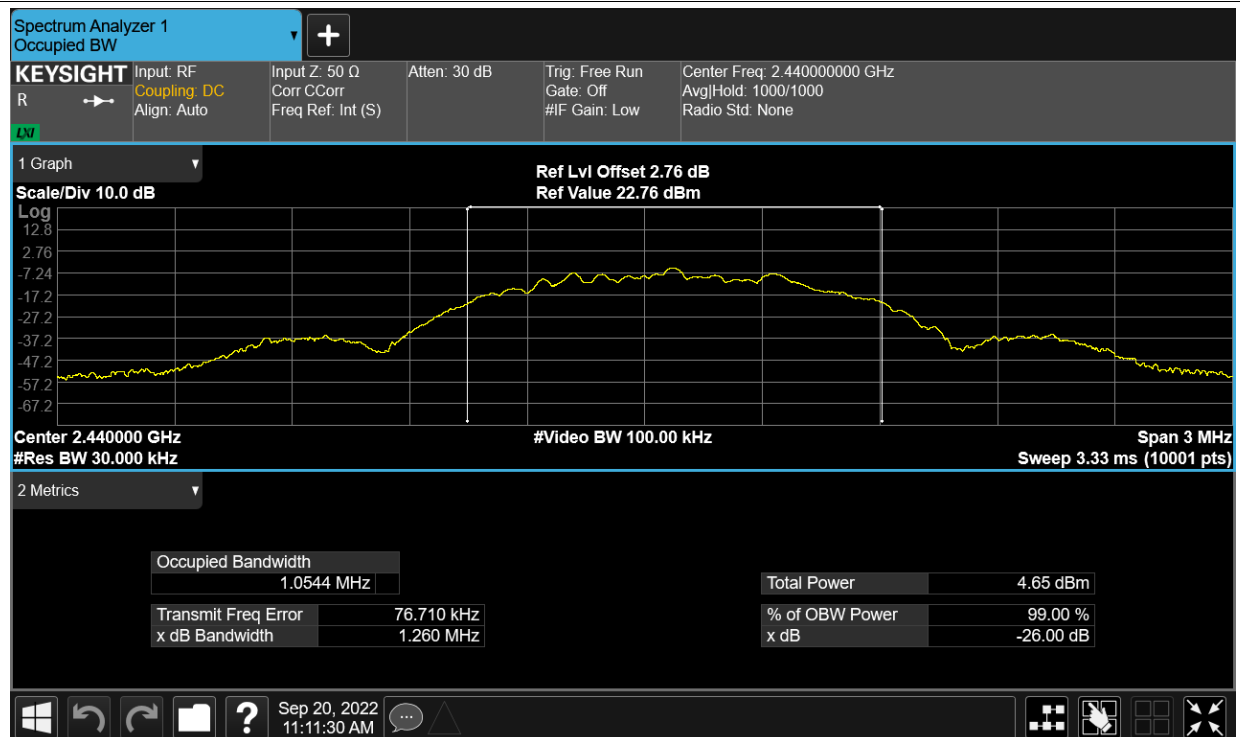 Spectrum Analyzer 1
Occupied BW
+
KEYSIGHT
R
LXI
Input: RF
Coupling: DC
Align: Auto
Input Z: 50 Ω
Corr CCorr
Freq Ref: Int (S)
Atten: 30 dB
Trig: Free Run
Gate: Off
#IF Gain: Low
Center Freq: 2.440000000 GHz
Avg|Hold: 1000/1000
Radio Std: None
1 Graph
Scale/Div 10.0 dB
Ref Lvl Offset 2.76 dB
Ref Value 22.76 dBm
Log
12.8
2.76
-7.24
-17.2
-27.2
-37.2
-47.2
-57.2
-67.2
Center 2.440000 GHz
#Video BW 100.00 kHz
Span 3 MHz
#Res BW 30.000 kHz
Sweep 3.33 ms (10001 pts)
2 Metrics
Occupied Bandwidth
1.0544 MHz
Total Power 4.65 dBm
Transmit Freq Error 76.710 kHz
% of OBW Power 99.00 %
x dB Bandwidth 1.260 MHz
x dB -26.00 dB
?
Sep 20, 2022
11:11:30 AM